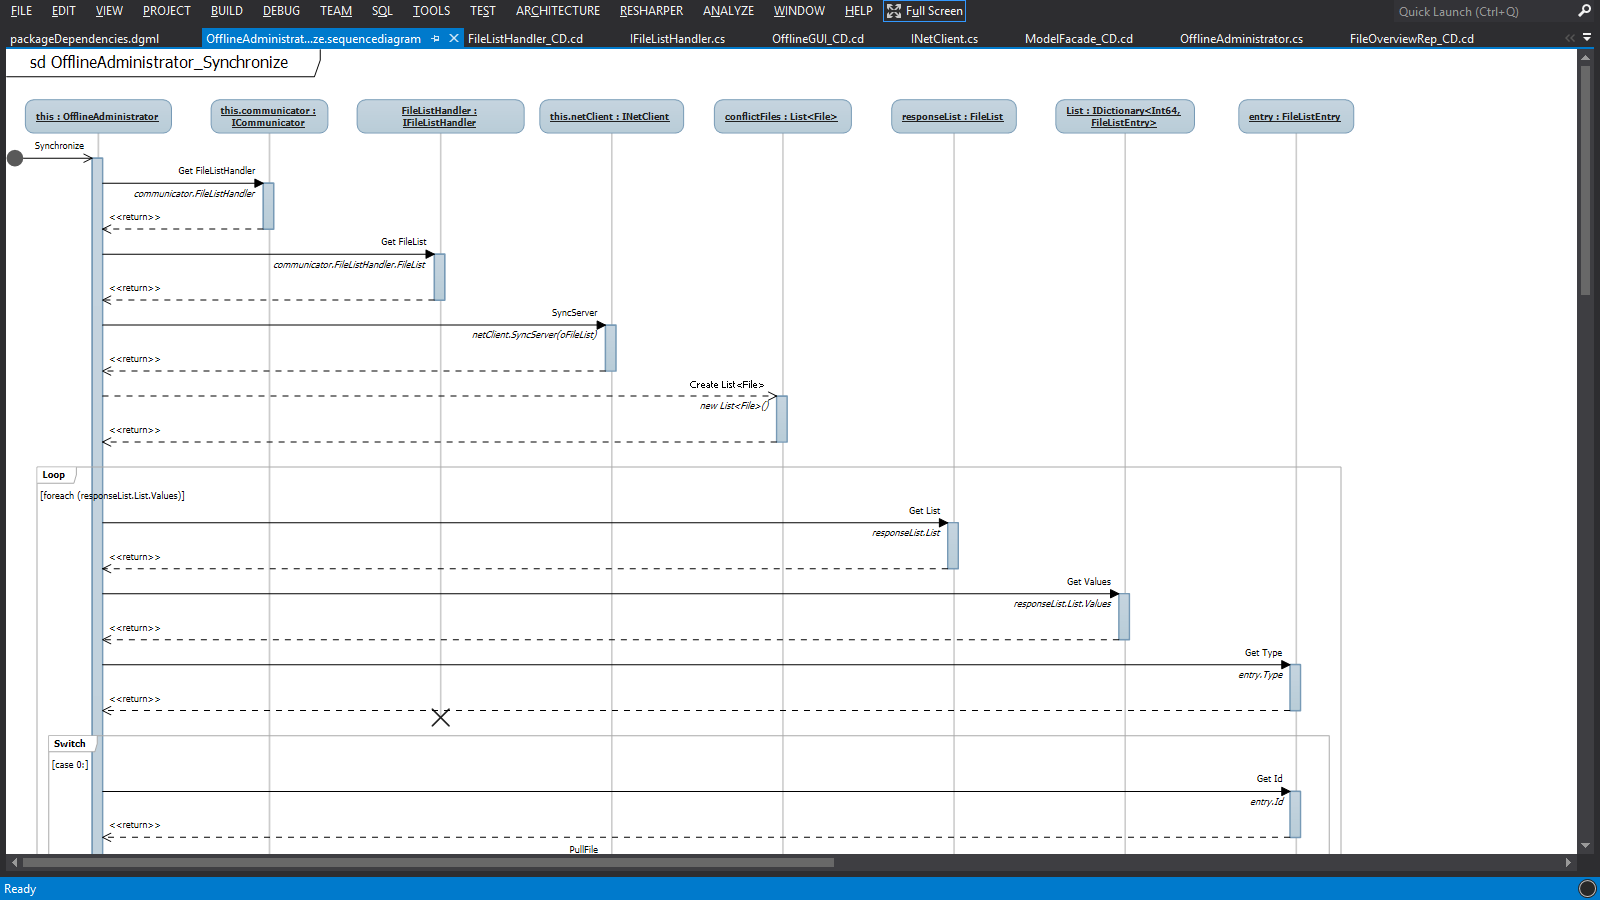 FILE EDIT VIEW PROJECT BUILD DEBUG TEAM SQL TOOLS TEST ARCHITECTURE RESHARPER ANALYZE WINDOW HELP Full Screen Quick Launch (Ctrl+Q)
packageDependencies.dgml OfflineAdministrat...ze.sequencediagram FileListHandler_CD.cd IFileListHandler.cs OfflineGUI_CD.cd INetClient.cs ModelFacade_CD.cd OfflineAdministrator.cs FileOverviewRep_CD.cd
sd OfflineAdministrator_Synchronize
this : OfflineAdministrator
this.communicator :
ICommunicator
FileListHandler :
IFileListHandler
this.netClient : INetClient
conflictFiles : List<File>
responseList : FileList
List : IDictionary<Int64,
FileListEntry>
entry : FileListEntry
Synchronize
Get FileListHandler
communicator.FileListHandler
<<return>>
Get FileList
communicator.FileListHandler.FileList
<<return>>
SyncServer
netClient.SyncServer(oFileList)
<<return>>
Create List<File>
new List<File>()
<<return>>
Loop
[foreach (responseList.List.Values)]
Get List
responseList.List
<<return>>
Get Values
responseList.List.Values
<<return>>
Get Type
entry.Type
<<return>>
Switch
[case 0:]
Get Id
entry.Id
<<return>>
PullFile
Ready